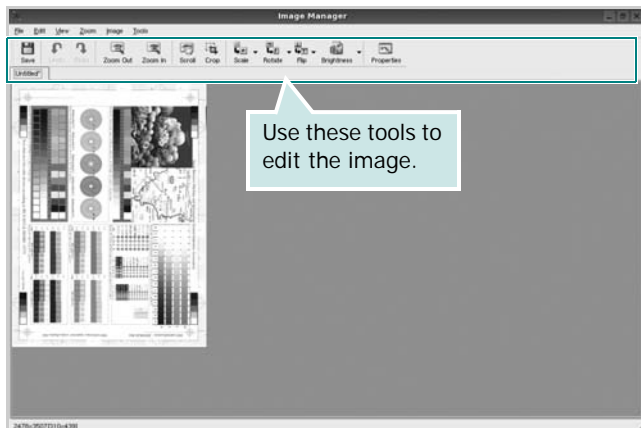 Image Manager
File Edit View Zoom Image Tools
Save Undo Redo Zoom Out Zoom In Scroll Crop Scale Rotate Flip Brightness Properties
Untitled*
Use these tools to
edit the image.